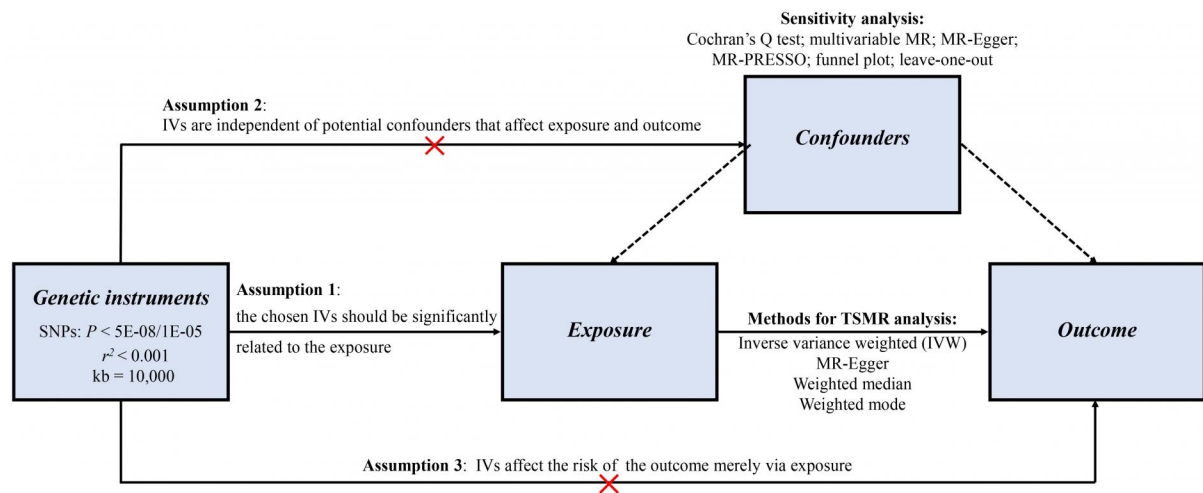 Sensitivity analysis:
Cochran's Q test; multivariable MR; MR-Egger;
MR-PRESSO; funnel plot; leave-one-out
Assumption 2:
IVs are independent of potential confounders that affect exposure and outcome
Confounders
Genetic instruments
SNPs: P < 5E-08/1E-05
r² < 0.001
kb = 10,000
Assumption 1:
the chosen IVs should be significantly
related to the exposure
Exposure
Methods for TSMR analysis:
Inverse variance weighted (IVW)
MR-Egger
Weighted median
Weighted mode
Outcome
Assumption 3: IVs affect the risk of the outcome merely via exposure